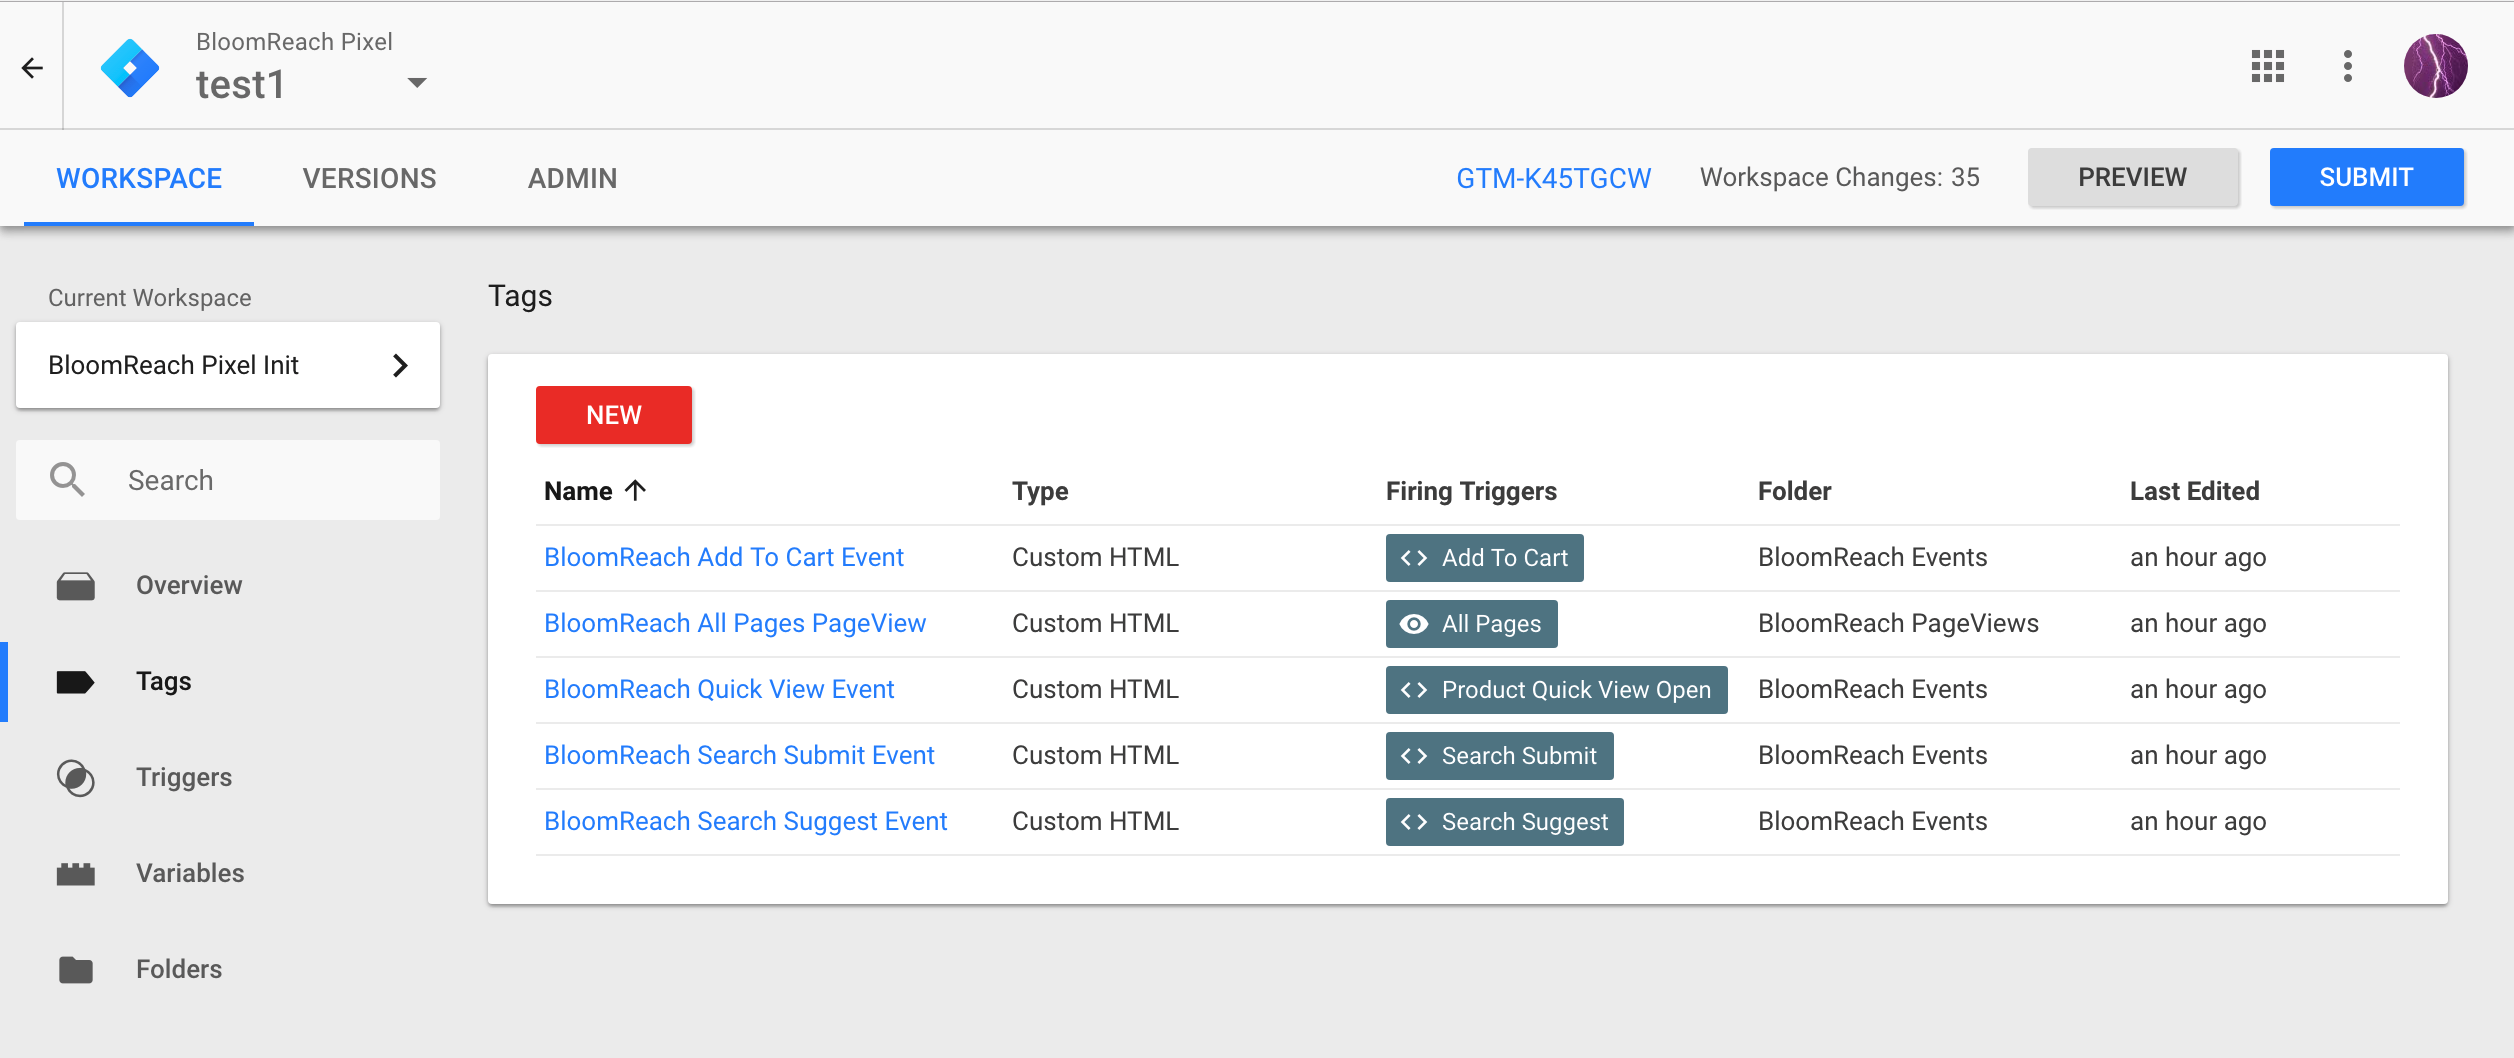 BloomReach Pixel
test1
WORKSPACE VERSIONS ADMIN GTM-K45TGCW Workspace Changes: 35 PREVIEW SUBMIT
Current Workspace
BloomReach Pixel Init
Search
Overview
Tags
Triggers
Variables
Folders
Tags
NEW
Name Type Firing Triggers Folder Last Edited
BloomReach Add To Cart Event Custom HTML Add To Cart BloomReach Events an hour ago
BloomReach All Pages PageView Custom HTML All Pages BloomReach PageViews an hour ago
BloomReach Quick View Event Custom HTML Product Quick View Open BloomReach Events an hour ago
BloomReach Search Submit Event Custom HTML Search Submit BloomReach Events an hour ago
BloomReach Search Suggest Event Custom HTML Search Suggest BloomReach Events an hour ago